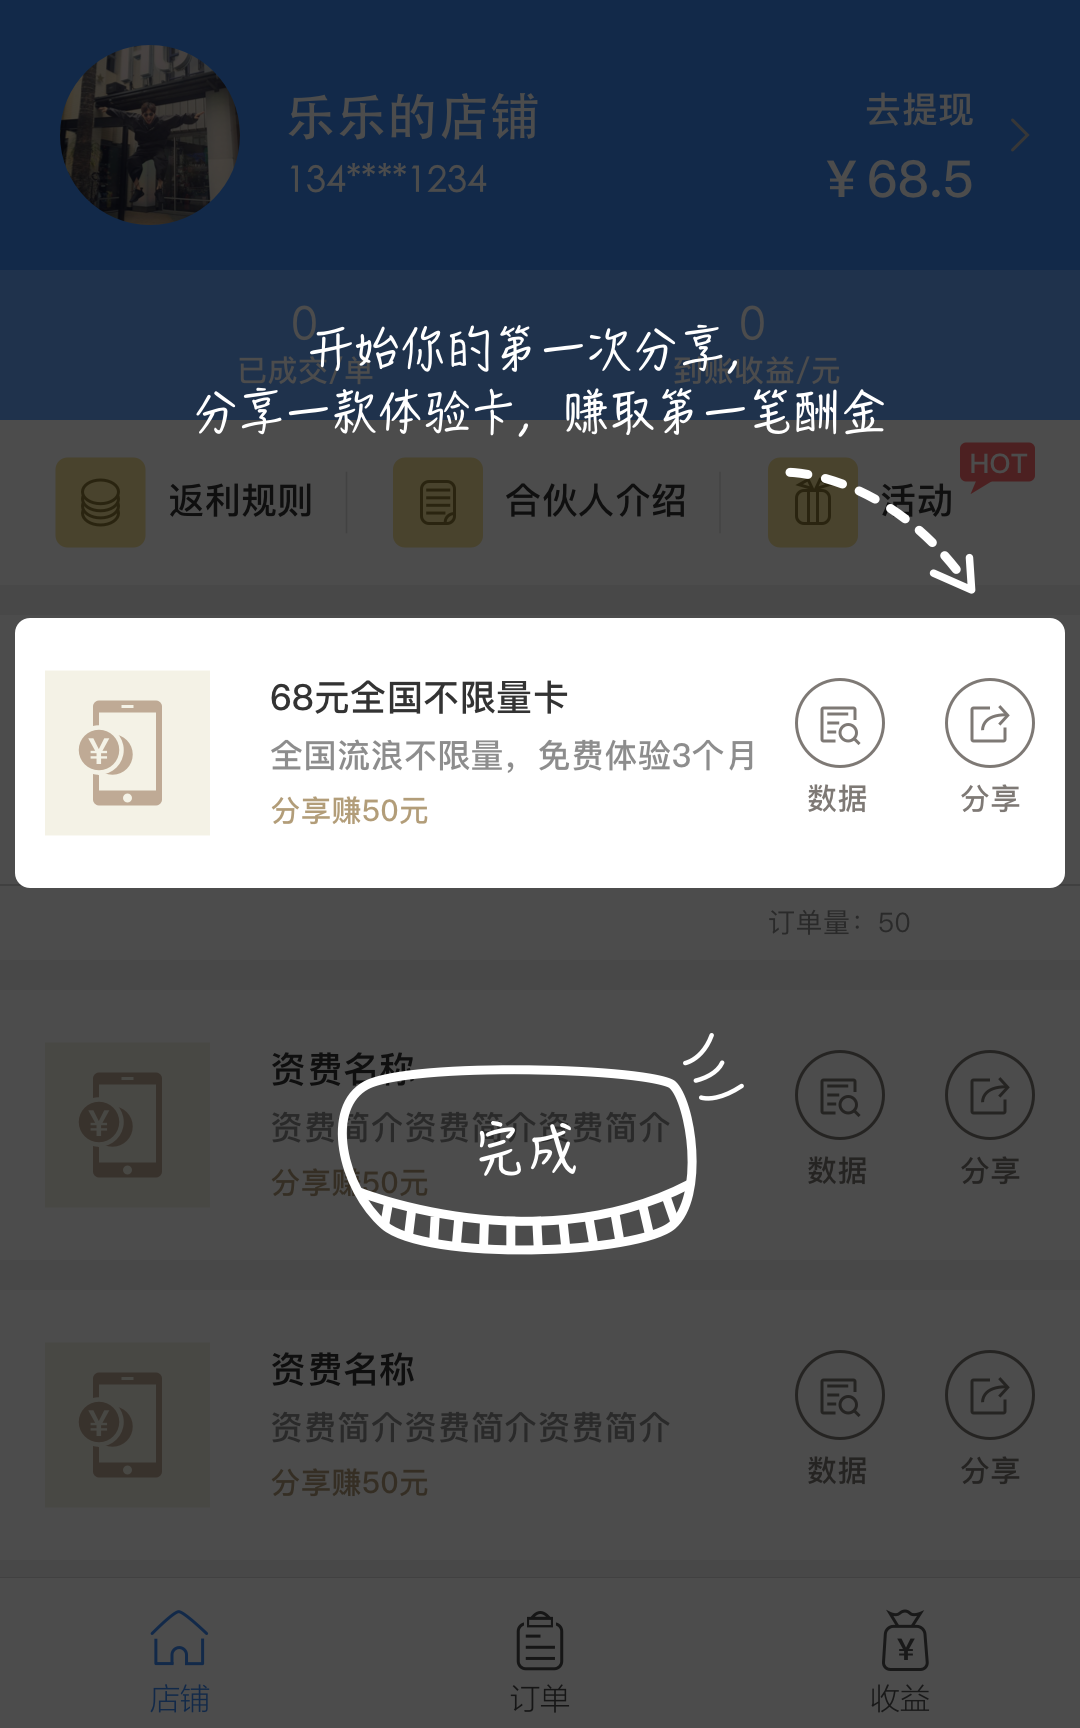 乐乐的店铺
134****1234
去提现
¥ 68.5
0
已成交/单
0
到账收益/元
开始你的第一次分享，
分享一款体验卡，赚取第一笔酬金
返利规则
合伙人介绍
活动
HOT
68元全国不限量卡
全国流浪不限量，免费体验3个月
分享赚50元
数据
分享
订单量：50
资费名称
资费简介资费简介资费简介
分享赚50元
数据
分享
完成
资费名称
资费简介资费简介资费简介
分享赚50元
数据
分享
店铺
订单
收益